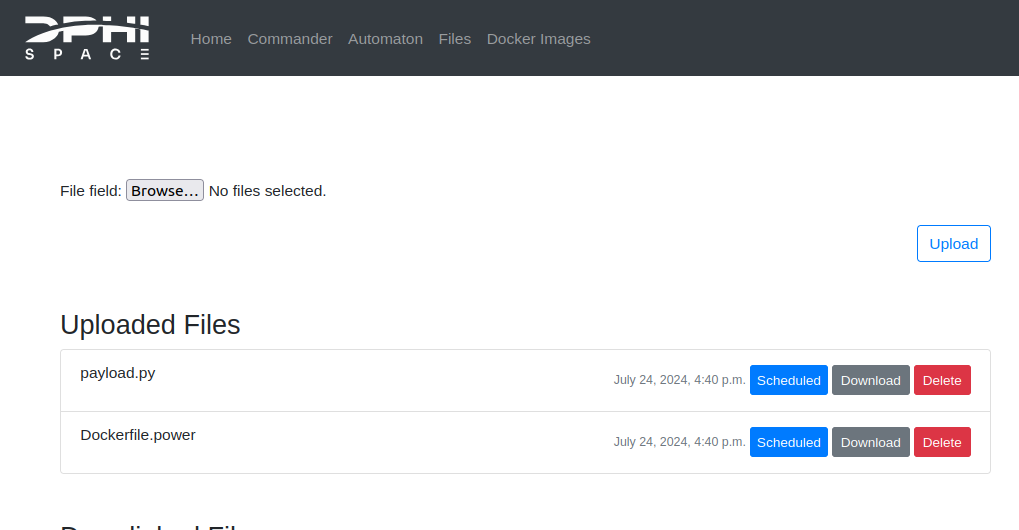 DPHI
SPACE
Home Commander Automaton Files Docker Images
File field: Browse... No files selected.
Upload
Uploaded Files
payload.py July 24, 2024, 4:40 p.m. Scheduled Download Delete
Dockerfile.power July 24, 2024, 4:40 p.m. Scheduled Download Delete